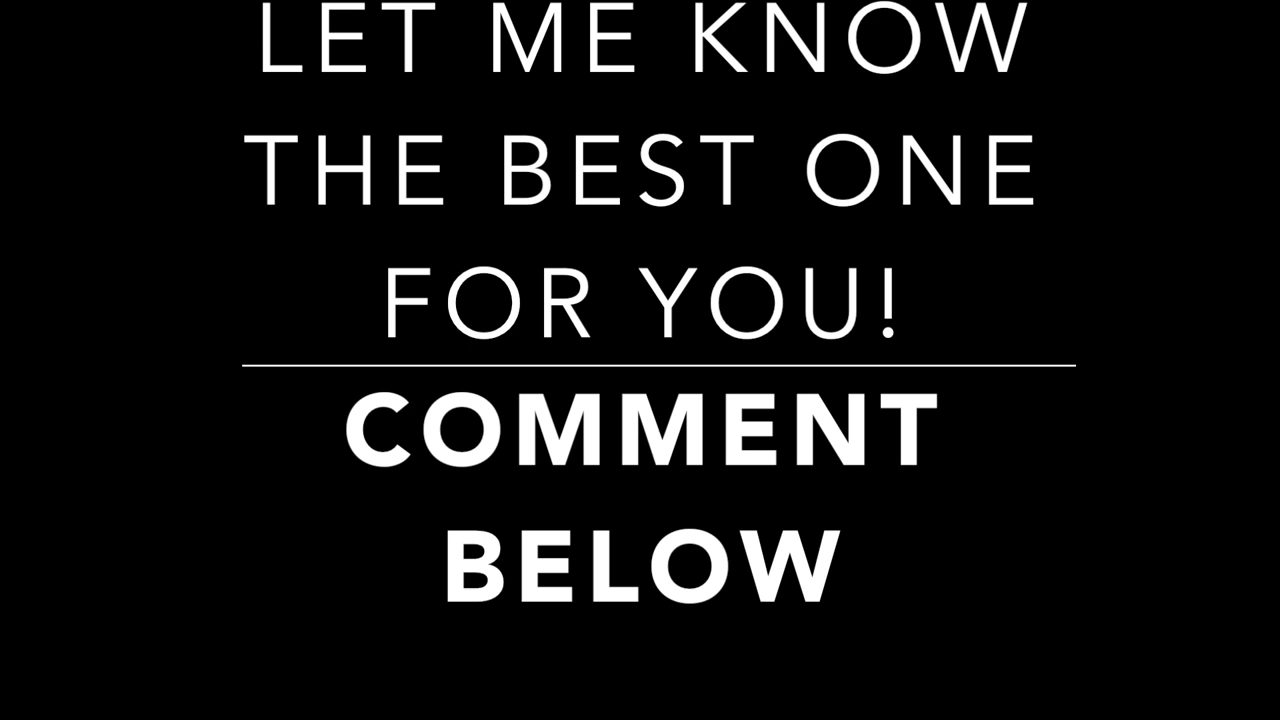 LET ME KNOW
THE BEST ONE
FOR YOU!
COMMENT
BELOW